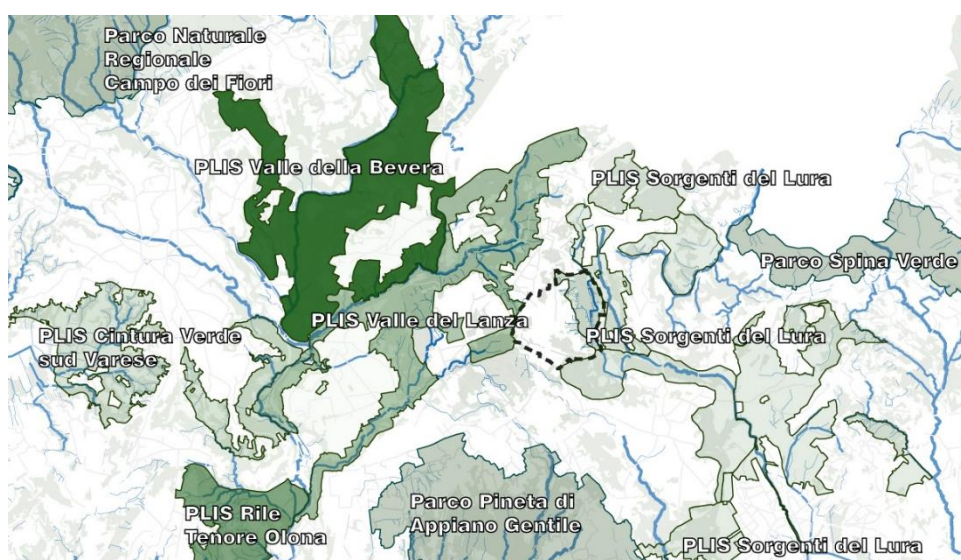 Parco Naturale
Regionale
Campo dei Fiori
PLIS Valle della Bevera
PLIS Sorgenti del Lura
Parco Spina Verde
PLIS Cintura Verde
sud Varese
PLIS Valle del Lanza
PLIS Sorgenti del Lura
PLIS Rile
Tenore Olona
Parco Pineta di
Appiano Gentile
PLIS Sorgenti del Lura